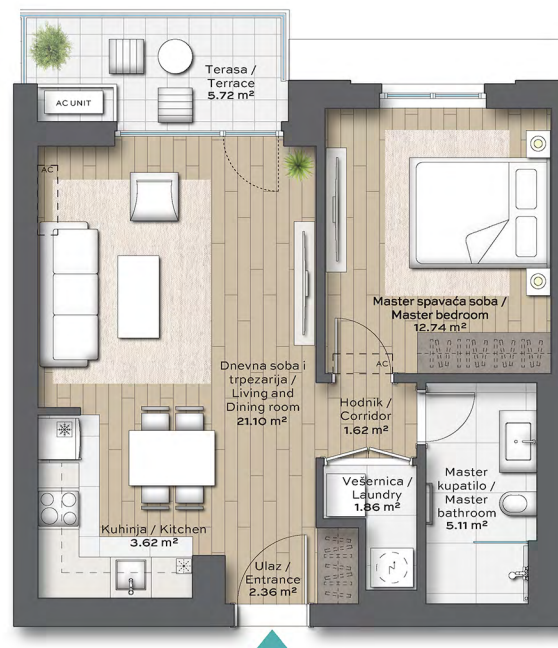 Terasa /
Terrace
5.72 m²
AC UNIT
AC
Master spavaća soba /
Master bedroom
12.74 m²
AC
Dnevna soba i
trpezarija /
Living and
Dining room
21.10 m²
Hodnik /
Corridor
1.62 m²
Vešernica /
Laundry
1.86 m²
Master
kupatilo /
Master
bathroom
5.11 m²
Kuhinja / Kitchen
3.62 m²
Ulaz /
Entrance
2.36 m²